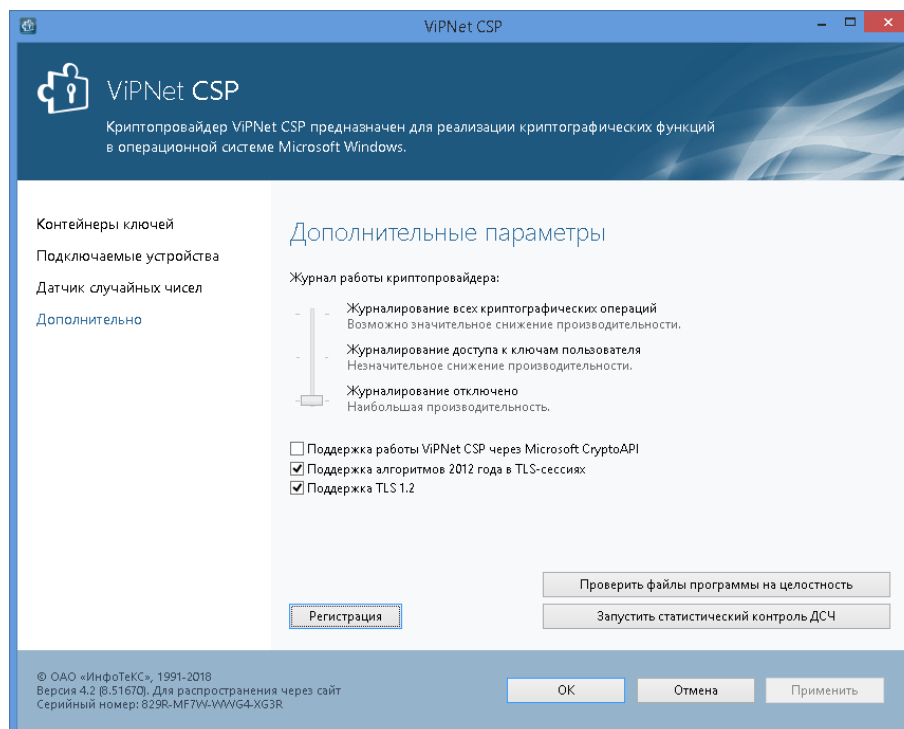 ViPNet CSP
ViPNet CSP
Криптопровайдер ViPNet CSP предназначен для реализации криптографических функций
в операционной системе Microsoft Windows.
Контейнеры ключей
Подключаемые устройства
Датчик случайных чисел
Дополнительно
Дополнительные параметры
Журнал работы криптопровайдера:
Журналирование всех криптографических операций
Возможно значительное снижение производительности.
Журналирование доступа к ключам пользователя
Незначительное снижение производительности.
Журналирование отключено
Наибольшая производительность.
Поддержка работы ViPNet CSP через Microsoft CryptoAPI
Поддержка алгоритмов 2012 года в TLS-сессиях
Поддержка TLS 1.2
Проверить файлы программы на целостность
Регистрация
Запустить статистический контроль ДСЧ
© ОАО «ИнфоТеКС», 1991-2018
Версия 4.2 (8.51670). Для распространения через сайт
Серийный номер: 829R-MF7W-WWG4-XG3R
OK
Отмена
Применить